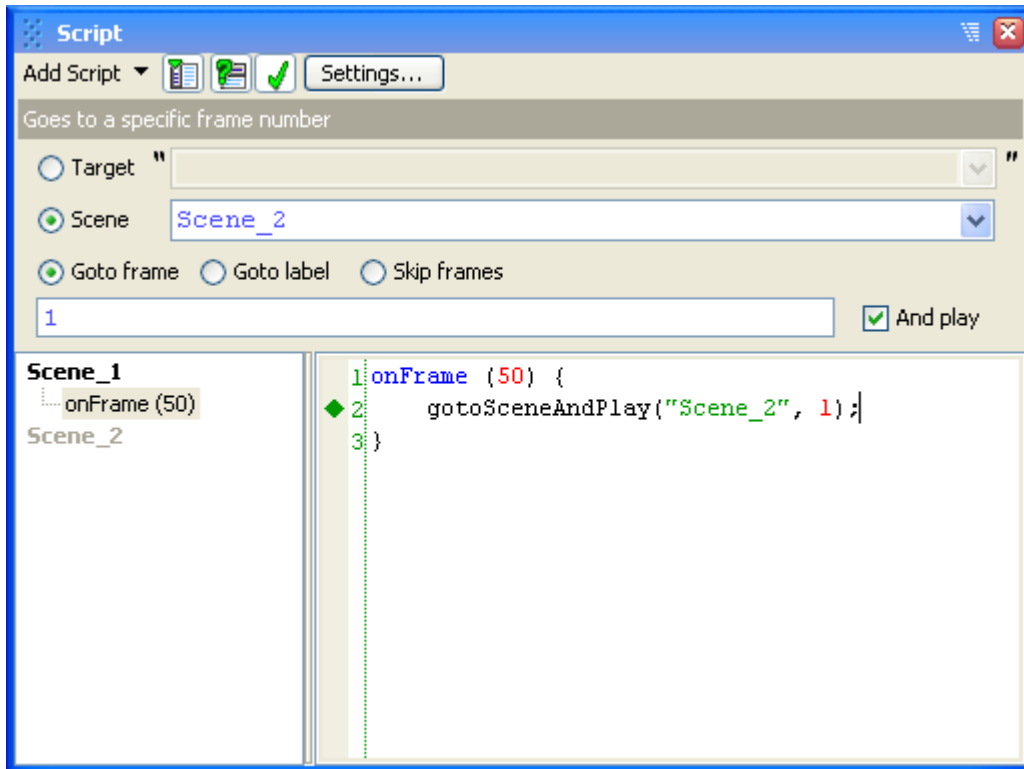 Script
Add Script Settings...
Goes to a specific frame number
Target " "
Scene Scene_2
Goto frame Goto label Skip frames
1 And play
Scene_1
onFrame (50)
Scene_2
1 onFrame (50) {
2 gotoSceneAndPlay("Scene_2", 1);
3 }